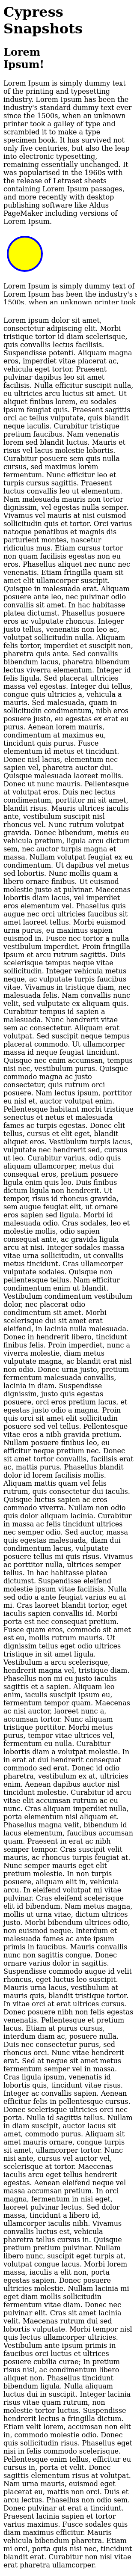 Cypress
Snapshots
Lorem
Ipsum!
Lorem Ipsum is simply dummy text
of the printing and typesetting
industry. Lorem Ipsum has been the
industry's standard dummy text ever
since the 1500s, when an unknown
printer took a galley of type and
scrambled it to make a type
specimen book. It has survived not
only five centuries, but also the leap
into electronic typesetting,
remaining essentially unchanged. It
was popularised in the 1960s with
the release of Letraset sheets
containing Lorem Ipsum passages,
and more recently with desktop
publishing software like Aldus
PageMaker including versions of
Lorem Ipsum.
Lorem Ipsum is simply dummy text of
Lorem Ipsum has been the industry's
1500s, when an unknown printer took
Lorem ipsum dolor sit amet,
consectetur adipiscing elit. Morbi
tristique tortor id diam scelerisque,
quis convallis lectus facilisis.
Suspendisse potenti. Aliquam magna
eros, imperdiet vitae placerat ac,
vehicula eget tortor. Praesent
pulvinar dapibus leo sit amet
facilisis. Nulla efficitur suscipit nulla,
eu ultricies arcu luctus sit amet. Ut
aliquet finibus lorem, eu sodales
ipsum feugiat quis. Praesent sagittis
orci ac tellus vulputate, quis blandit
neque iaculis. Curabitur tristique
pretium faucibus. Nam venenatis
lorem sed blandit luctus. Mauris et
risus vel lacus molestie lobortis.
Curabitur posuere sem quis nulla
cursus, sed maximus lorem
fermentum. Nunc efficitur leo et
turpis cursus sagittis. Praesent
luctus convallis leo ut elementum.
Nam malesuada mauris non tortor
dignissim, vel egestas nulla semper.
Vivamus vel mauris at nisi euismod
sollicitudin quis et tortor. Orci varius
natoque penatibus et magnis dis
parturient montes, nascetur
ridiculus mus. Etiam cursus tortor
non quam facilisis egestas non eu
eros. Phasellus aliquet nec nunc nec
venenatis. Etiam fringilla quam sit
amet elit ullamcorper suscipit.
Quisque in malesuada erat. Aliquam
posuere ante leo, nec pulvinar odio
convallis sit amet. In hac habitasse
platea dictumst. Phasellus posuere
eros ac vulputate rhoncus. Integer
justo tellus, venenatis non leo ac,
volutpat sollicitudin nulla. Aliquam
felis tortor, imperdiet et suscipit non,
pharetra quis ante. Sed convallis
bibendum lacus, pharetra bibendum
lectus viverra elementum. Integer id
felis ligula. Sed placerat ultricies
massa vel egestas. Integer dui tellus,
congue quis ultricies a, vehicula a
mauris. Sed malesuada, quam in
sollicitudin condimentum, nibh eros
posuere justo, eu egestas ex erat eu
purus. Aenean lorem mauris,
condimentum at maximus eu,
tincidunt quis purus. Fusce
elementum id metus et tincidunt.
Donec nisl lacus, elementum nec
sapien vel, pharetra auctor dui.
Quisque malesuada laoreet mollis.
Donec ut nunc mauris. Pellentesque
at volutpat eros. Duis nec lectus
condimentum, porttitor mi sit amet,
blandit risus. Mauris ultrices iaculis
ante, vestibulum suscipit nisl
rhoncus vel. Nunc rutrum volutpat
gravida. Donec bibendum, metus eu
vehicula pretium, ligula arcu dictum
sem, nec auctor turpis magna et
massa. Nullam volutpat feugiat ex eu
condimentum. Ut dapibus vel metus
sed lobortis. Nunc mollis quam a
libero ornare finibus. Ut euismod
molestie justo at pulvinar. Maecenas
lobortis diam lacus, vel imperdiet
eros elementum vel. Phasellus quis
augue nec orci ultricies faucibus sit
amet laoreet tellus. Morbi euismod
urna purus, eu maximus sapien
euismod in. Fusce nec tortor a nulla
vestibulum imperdiet. Proin fringilla
ipsum et arcu rutrum sagittis. Duis
scelerisque tempus neque vitae
sollicitudin. Integer vehicula metus
neque, ac vulputate turpis faucibus
vitae. Vivamus in tristique diam, nec
malesuada felis. Nam convallis nunc
velit, sed vulputate ex aliquam quis.
Curabitur tempus id sapien a
malesuada. Nunc hendrerit vitae
sem ac consectetur. Aliquam erat
volutpat. Sed suscipit neque tempus
placerat commodo. Ut ullamcorper
massa id neque feugiat tincidunt.
Quisque nec enim accumsan, tempus
nisi nec, vestibulum purus. Quisque
commodo magna ac justo
consectetur, quis rutrum orci
posuere. Nam lectus ipsum, porttitor
eu nisl et, auctor volutpat enim.
Pellentesque habitant morbi tristique
senectus et netus et malesuada
fames ac turpis egestas. Donec elit
tellus, cursus et elit eget, blandit
aliquet eros. Vestibulum turpis lacus,
vulputate nec hendrerit sed, cursus
ut leo. Curabitur varius, odio quis
aliquam ullamcorper, metus dui
consequat eros, pretium posuere
ligula enim quis leo. Duis finibus
dictum ligula non hendrerit. Ut
tempor, risus id rhoncus gravida,
sem augue feugiat elit, ut ornare
eros sapien sed ligula. Morbi id
malesuada odio. Cras sodales, leo et
molestie mollis, odio sapien
consequat ante, ac gravida ligula
arcu at nisi. Integer sodales massa
vitae urna sollicitudin, ut convallis
metus tincidunt. Cras ullamcorper
vulputate sodales. Quisque non
pellentesque tellus. Nam efficitur
condimentum enim ut blandit.
Vestibulum condimentum vestibulum
dolor, nec placerat odio
condimentum sit amet. Morbi
scelerisque dui sit amet erat
eleifend, in lacinia nulla malesuada.
Donec in hendrerit libero, tincidunt
finibus felis. Proin imperdiet, nunc a
viverra molestie, diam metus
vulputate magna, ac blandit erat nisl
non odio. Donec urna justo, pretium
fermentum malesuada convallis,
lacinia in diam. Suspendisse
dignissim, justo quis egestas
posuere, orci eros pretium lacus, et
egestas justo odio a magna. Proin
quis orci sit amet elit sollicitudin
posuere sed vel tellus. Pellentesque
vitae eros a nibh gravida pretium.
Nullam posuere finibus leo, eu
efficitur neque pretium nec. Donec
sit amet tortor convallis, facilisis erat
ac, mattis purus. Phasellus blandit
dolor id lorem facilisis mollis.
Aliquam mattis quam vel felis
rutrum, quis consectetur dui iaculis.
Quisque luctus sapien ac eros
commodo viverra. Nullam non odio
quis dolor aliquam lacinia. Curabitur
in massa ac felis tincidunt ultrices
nec semper odio. Sed auctor, massa
quis egestas malesuada, diam dui
condimentum lacus, vulputate
posuere tellus mi quis risus. Vivamus
ac porttitor nulla, ultrices semper
tellus. In hac habitasse platea
dictumst. Suspendisse eleifend
molestie ipsum vitae facilisis. Nulla
sed odio a ante feugiat varius eu at
mi. Cras laoreet blandit tortor, eget
iaculis sapien convallis id. Morbi
porta est nec consequat pretium.
Fusce quam eros, commodo sit amet
est eu, mollis rutrum mauris. Ut
dignissim tellus eget odio ultrices
tristique in sit amet ligula.
Vestibulum a arcu scelerisque,
hendrerit magna vel, tristique diam.
Phasellus non mi eu justo iaculis
sagittis et a sapien. Aliquam leo
enim, iaculis suscipit ipsum eu,
fermentum tempor quam. Maecenas
ac nisi auctor, laoreet nunc a,
accumsan tortor. Nunc aliquam
tristique porttitor. Morbi metus
purus, tempor vitae ultrices vel,
fermentum eu nulla. Curabitur
lobortis diam a volutpat molestie. In
in erat at dui hendrerit consequat
commodo sed erat. Donec id odio
pharetra, vestibulum ex at, ultricies
enim. Aenean dapibus auctor nisl
tincidunt molestie. Curabitur id arcu
vitae elit accumsan rutrum ac eu
nunc. Cras aliquam imperdiet nulla,
porta elementum nisl aliquam et.
Phasellus magna velit, bibendum id
lacus elementum, faucibus accumsan
quam. Praesent in erat ac nibh
semper tempor. Cras suscipit velit
mauris, ac rhoncus turpis feugiat at.
Nunc semper mauris eget elit
pretium molestie. In non turpis
posuere, aliquam elit in, vehicula
arcu. In eleifend volutpat mi vitae
pulvinar. Cras eleifend scelerisque
elit id bibendum. Nam metus magna,
mollis ut urna vitae, dictum ultrices
justo. Morbi bibendum ultrices odio,
non euismod neque. Interdum et
malesuada fames ac ante ipsum
primis in faucibus. Mauris convallis
nunc non sagittis congue. Donec
ornare varius dolor in sagittis.
Suspendisse commodo augue id velit
rhoncus, eget luctus leo suscipit.
Mauris urna lacus, vestibulum at
mauris quis, blandit tristique tortor.
In vitae orci at erat ultrices cursus.
Donec posuere nibh non felis egestas
venenatis. Pellentesque et pretium
lacus. Etiam at purus cursus,
interdum diam ac, posuere nulla.
Duis nec consectetur purus, sed
rhoncus orci. Nunc vitae hendrerit
erat. Sed at neque sit amet metus
fermentum semper vel in massa.
Cras ligula ipsum, venenatis id
lobortis quis, tincidunt vitae risus.
Integer ac convallis sapien. Aenean
efficitur felis in pellentesque cursus.
Donec scelerisque ultricies orci nec
porta. Nulla id sagittis tellus. Nullam
in diam suscipit, auctor lacus sit
amet, commodo purus. Aliquam sit
amet mauris ornare, congue turpis
sit amet, ullamcorper tortor. Nunc
nisi ante, cursus vel auctor vel,
scelerisque at tortor. Maecenas
iaculis arcu eget tellus hendrerit
egestas. Aenean eleifend neque vel
massa accumsan pretium. In orci
magna, fermentum in nisi eget,
laoreet pulvinar lectus. Sed dolor
massa, tincidunt a libero id,
ullamcorper iaculis nibh. Vivamus
convallis luctus est, vehicula
pharetra tellus cursus in. Quisque
pretium pretium pulvinar. Nullam
libero nunc, suscipit eget turpis at,
volutpat congue lacus. Morbi lorem
massa, iaculis a elit non, porta
egestas sapien. Donec posuere
ultricies molestie. Nullam lacinia mi
eget diam mollis sollicitudin
fermentum vitae diam. Donec nec
pulvinar elit. Cras sit amet lacinia
velit. Maecenas rutrum dui sed
lobortis vulputate. Morbi tempor nisl
quis lectus ullamcorper ultricies.
Vestibulum ante ipsum primis in
faucibus orci luctus et ultrices
posuere cubilia curae; In pretium
risus nisi, ac condimentum libero
aliquet non. Phasellus tincidunt
bibendum ligula. Nulla aliquam
luctus dui in suscipit. Integer lacinia
risus vitae quam rutrum, non
molestie tortor luctus. Suspendisse
hendrerit lectus a fringilla dictum.
Etiam velit lorem, accumsan non elit
in, commodo molestie odio. Donec
quis sollicitudin risus. Phasellus eget
nisi in felis commodo scelerisque.
Pellentesque enim tellus, efficitur eu
cursus in, porta et velit. Donec
sagittis elementum risus at volutpat.
Nam urna mauris, euismod eget
placerat eu, mattis non orci. Duis et
arcu lectus. Phasellus non odio sem.
Donec pulvinar at erat a tincidunt.
Praesent lacinia sapien et tortor
varius maximus. Fusce sodales quis
diam maximus efficitur. Mauris
vehicula bibendum pharetra. Etiam
mi orci, porta quis nisi nec, tincidunt
blandit erat. Curabitur non nisl vitae
erat pharetra ullamcorper.